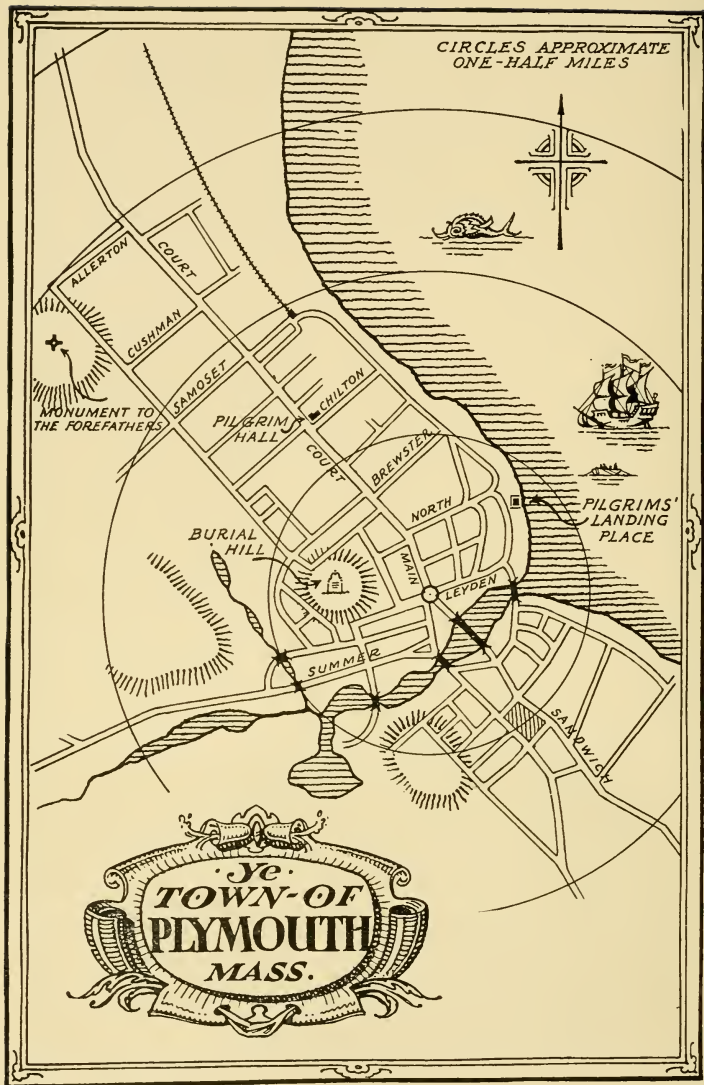 CIRCLES APPROXIMATE
ONE-HALF MILES
ALLERTON
COURT
CUSHMAN
SAMOSET
MONUMENT TO
THE FOREFATHERS
PILGRIM
HALL
CHILTON
COURT
BREWSTER
NORTH
PILGRIMS'
LANDING
PLACE
BURIAL
HILL
MAIN
LEYDEN
SUMMER
SANDWICH
·Ye·
TOWN-OF
PLYMOUTH
MASS.